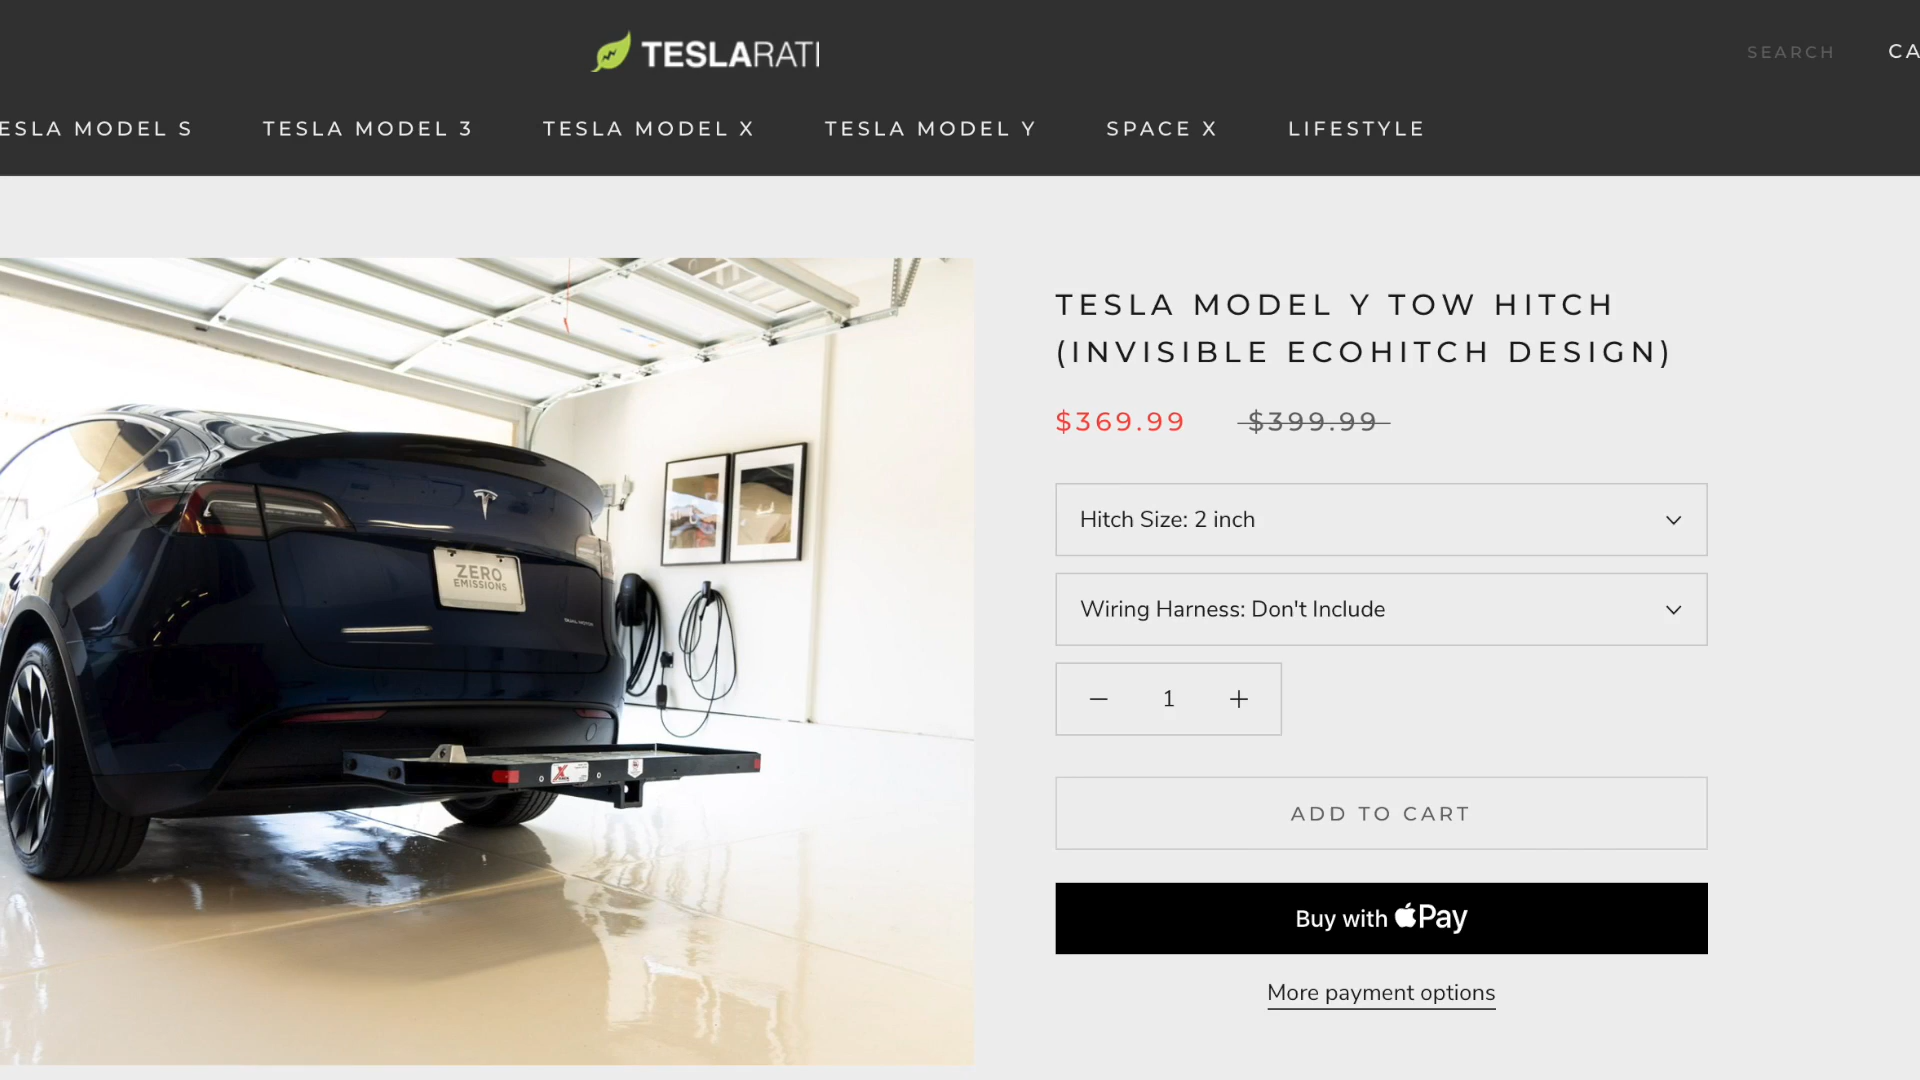 TESLARATI
SEARCH
CA
ESLA MODEL S
TESLA MODEL 3
TESLA MODEL X
TESLA MODEL Y
SPACE X
LIFESTYLE
ZERO
EMISSIONS
DUAL MOTOR
TESLA MODEL Y TOW HITCH
(INVISIBLE ECOHITCH DESIGN)
$369.99 $399.99
Hitch Size: 2 inch
Wiring Harness: Don't Include
1
ADD TO CART
Buy with Pay
More payment options